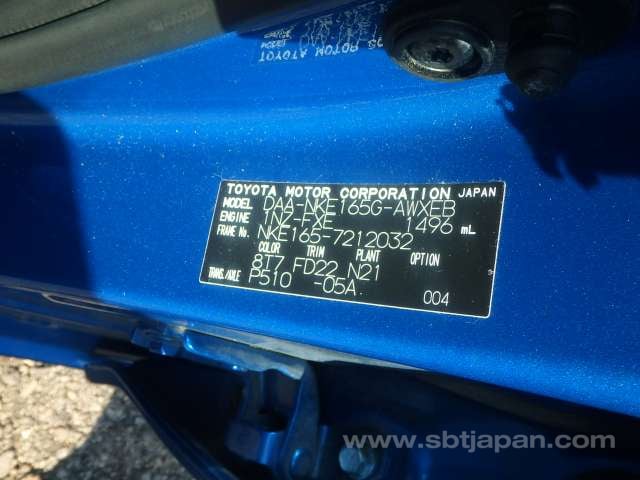 TOYOTA MOTOR CORPORATION JAPAN
MODEL DAA-NKE165G-AWXEB
ENGINE 1NZ-FXE 1496 mL
FRAME No. NKE165-7212032
COLOR TRIM PLANT OPTION
8T7 FD22 N21
TRANS./AXLE P510 -05A 004
www.sbtjapan.com